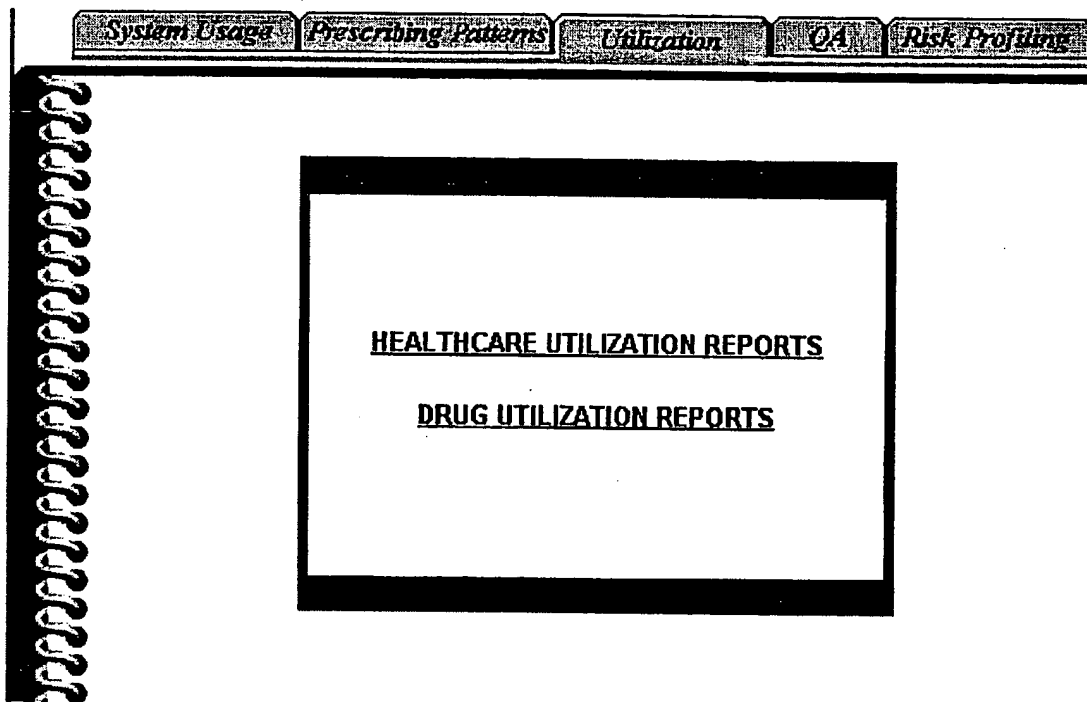 System Usage Prescribing Patterns Utilization QA Risk Profiling
HEALTHCARE UTILIZATION REPORTS
DRUG UTILIZATION REPORTS